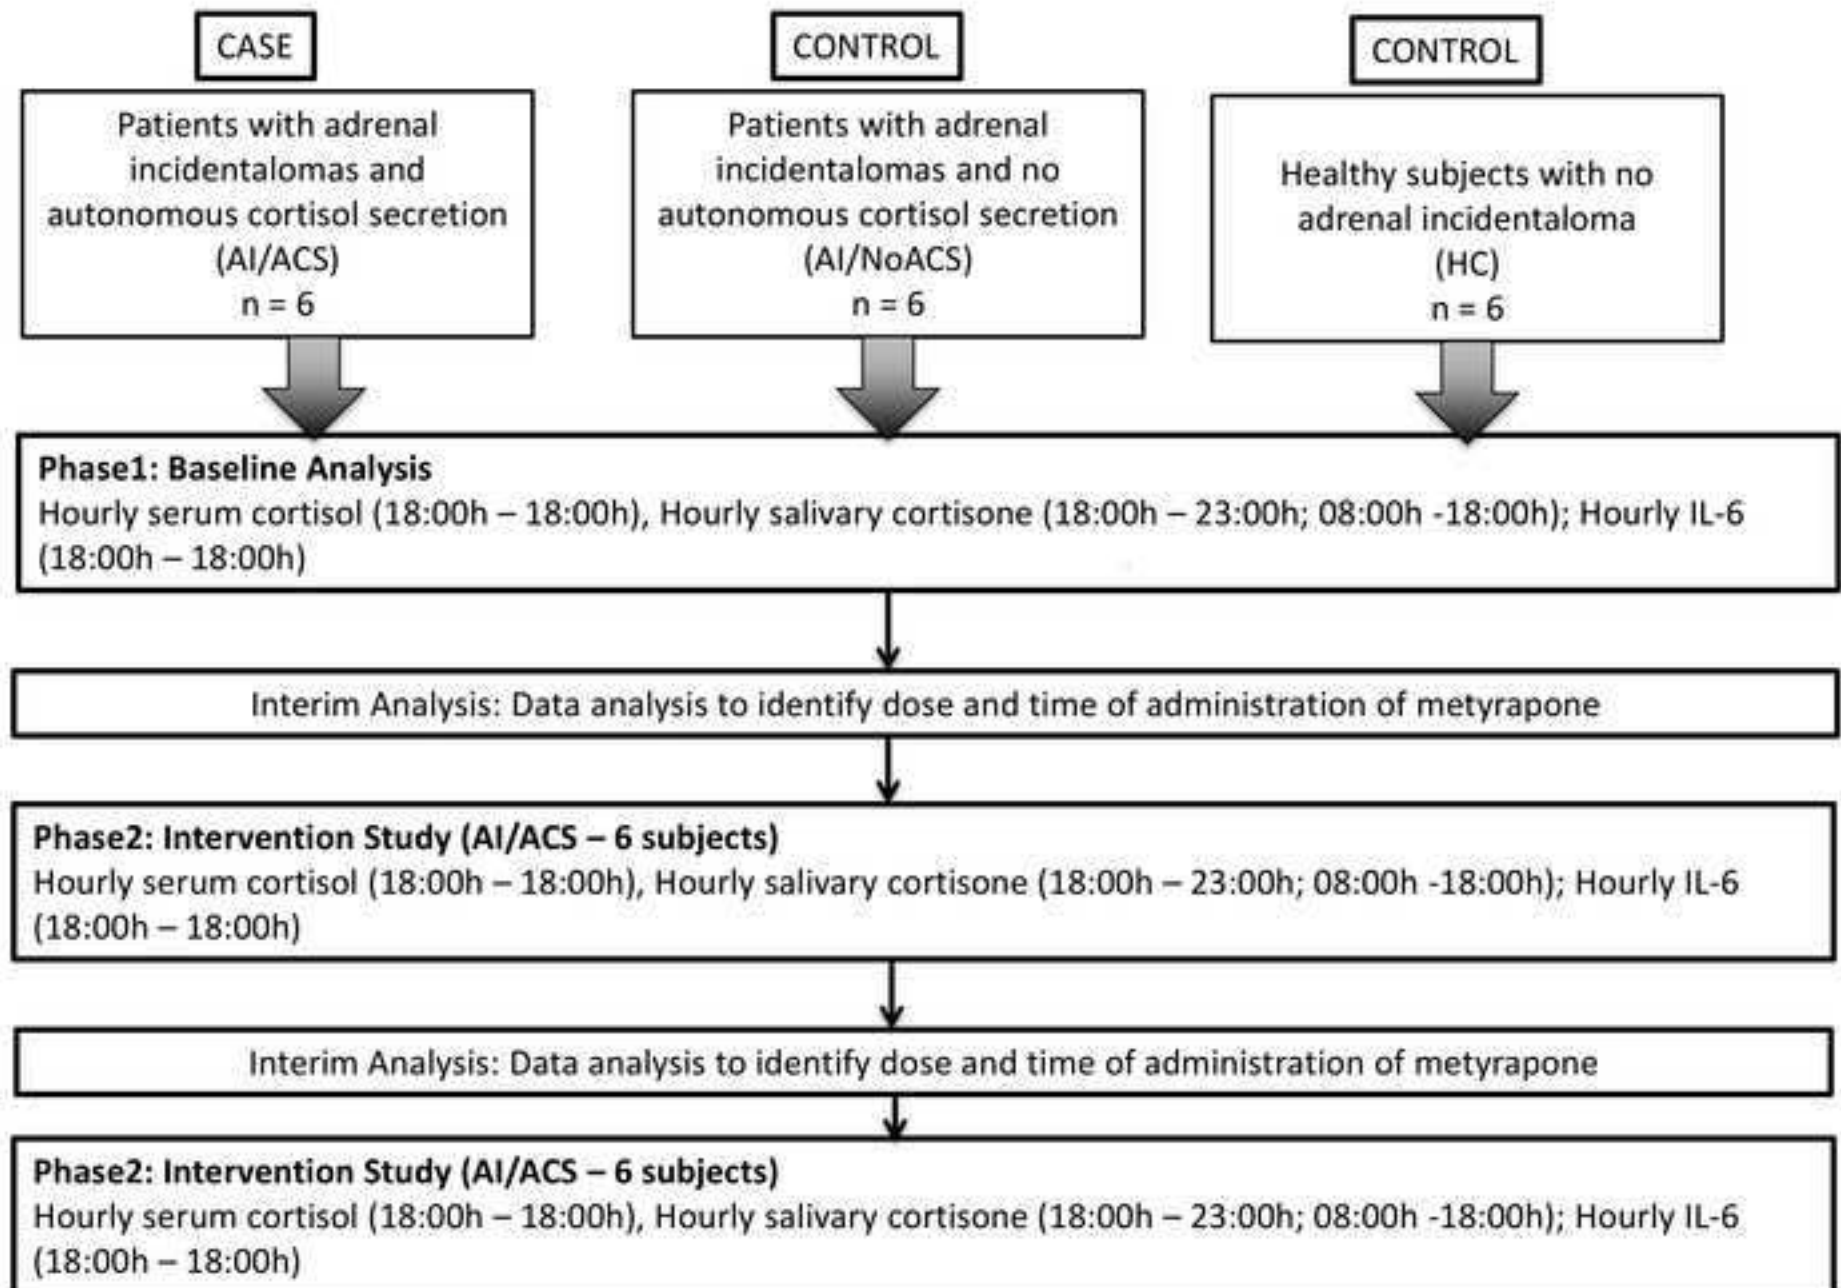 CASE
Patients with adrenal
incidentalomas and
autonomous cortisol secretion
(AI/ACS)
n = 6
CONTROL
Patients with adrenal
incidentalomas and no
autonomous cortisol secretion
(AI/NoACS)
n = 6
CONTROL
Healthy subjects with no
adrenal incidentaloma
(HC)
n = 6
Phase1: Baseline Analysis
Hourly serum cortisol (18:00h – 18:00h), Hourly salivary cortisone (18:00h – 23:00h; 08:00h -18:00h); Hourly IL-6
(18:00h – 18:00h)
Interim Analysis: Data analysis to identify dose and time of administration of metyrapone
Phase2: Intervention Study (AI/ACS – 6 subjects)
Hourly serum cortisol (18:00h – 18:00h), Hourly salivary cortisone (18:00h – 23:00h; 08:00h -18:00h); Hourly IL-6
(18:00h – 18:00h)
Interim Analysis: Data analysis to identify dose and time of administration of metyrapone
Phase2: Intervention Study (AI/ACS – 6 subjects)
Hourly serum cortisol (18:00h – 18:00h), Hourly salivary cortisone (18:00h – 23:00h; 08:00h -18:00h); Hourly IL-6
(18:00h – 18:00h)